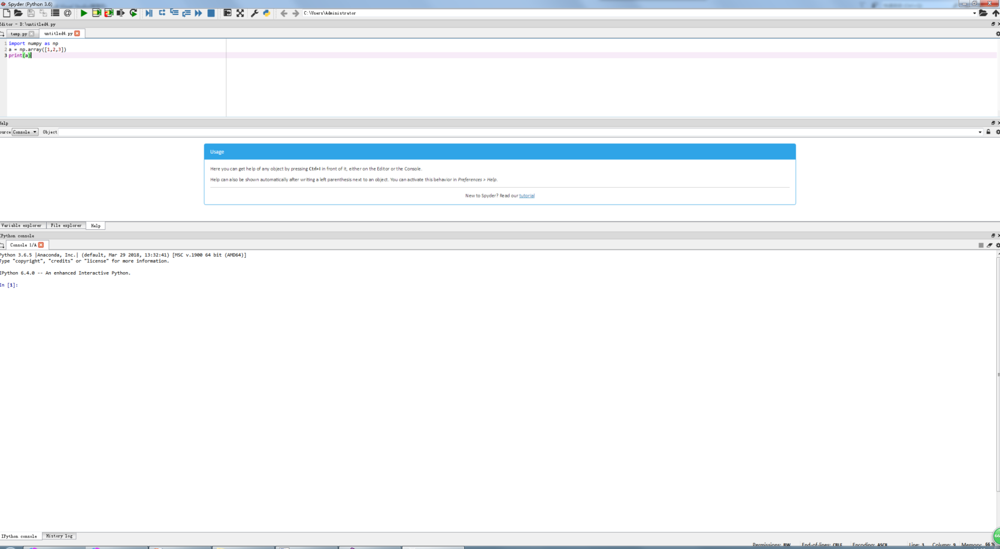 Spyder (Python 3.6)
C:\Users\Administrator
Editor - D:\untitled4.py
temp.py
untitled4.py
1 import numpy as np
2 a = np.array([1,2,3])
3 print(a)
Help
ource Console Object
Usage
Here you can get help of any object by pressing Ctrl+I in front of it, either on the Editor or the Console.
Help can also be shown automatically after writing a left parenthesis next to an object. You can activate this behavior in Preferences > Help.
New to Spyder? Read our tutorial
Variable explorer File explorer Help
IPython console
Console 1/A
Python 3.6.5 |Anaconda, Inc.| (default, Mar 29 2018, 13:32:41) [MSC v.1900 64 bit (AMD64)]
Type "copyright", "credits" or "license" for more information.
IPython 6.4.0 -- An enhanced Interactive Python.
In [1]:
IPython console History log
66
Permissions: RW End-of-lines: CRLF Encoding: ASCII Line: 3 Column: 9 Memory: 66 %